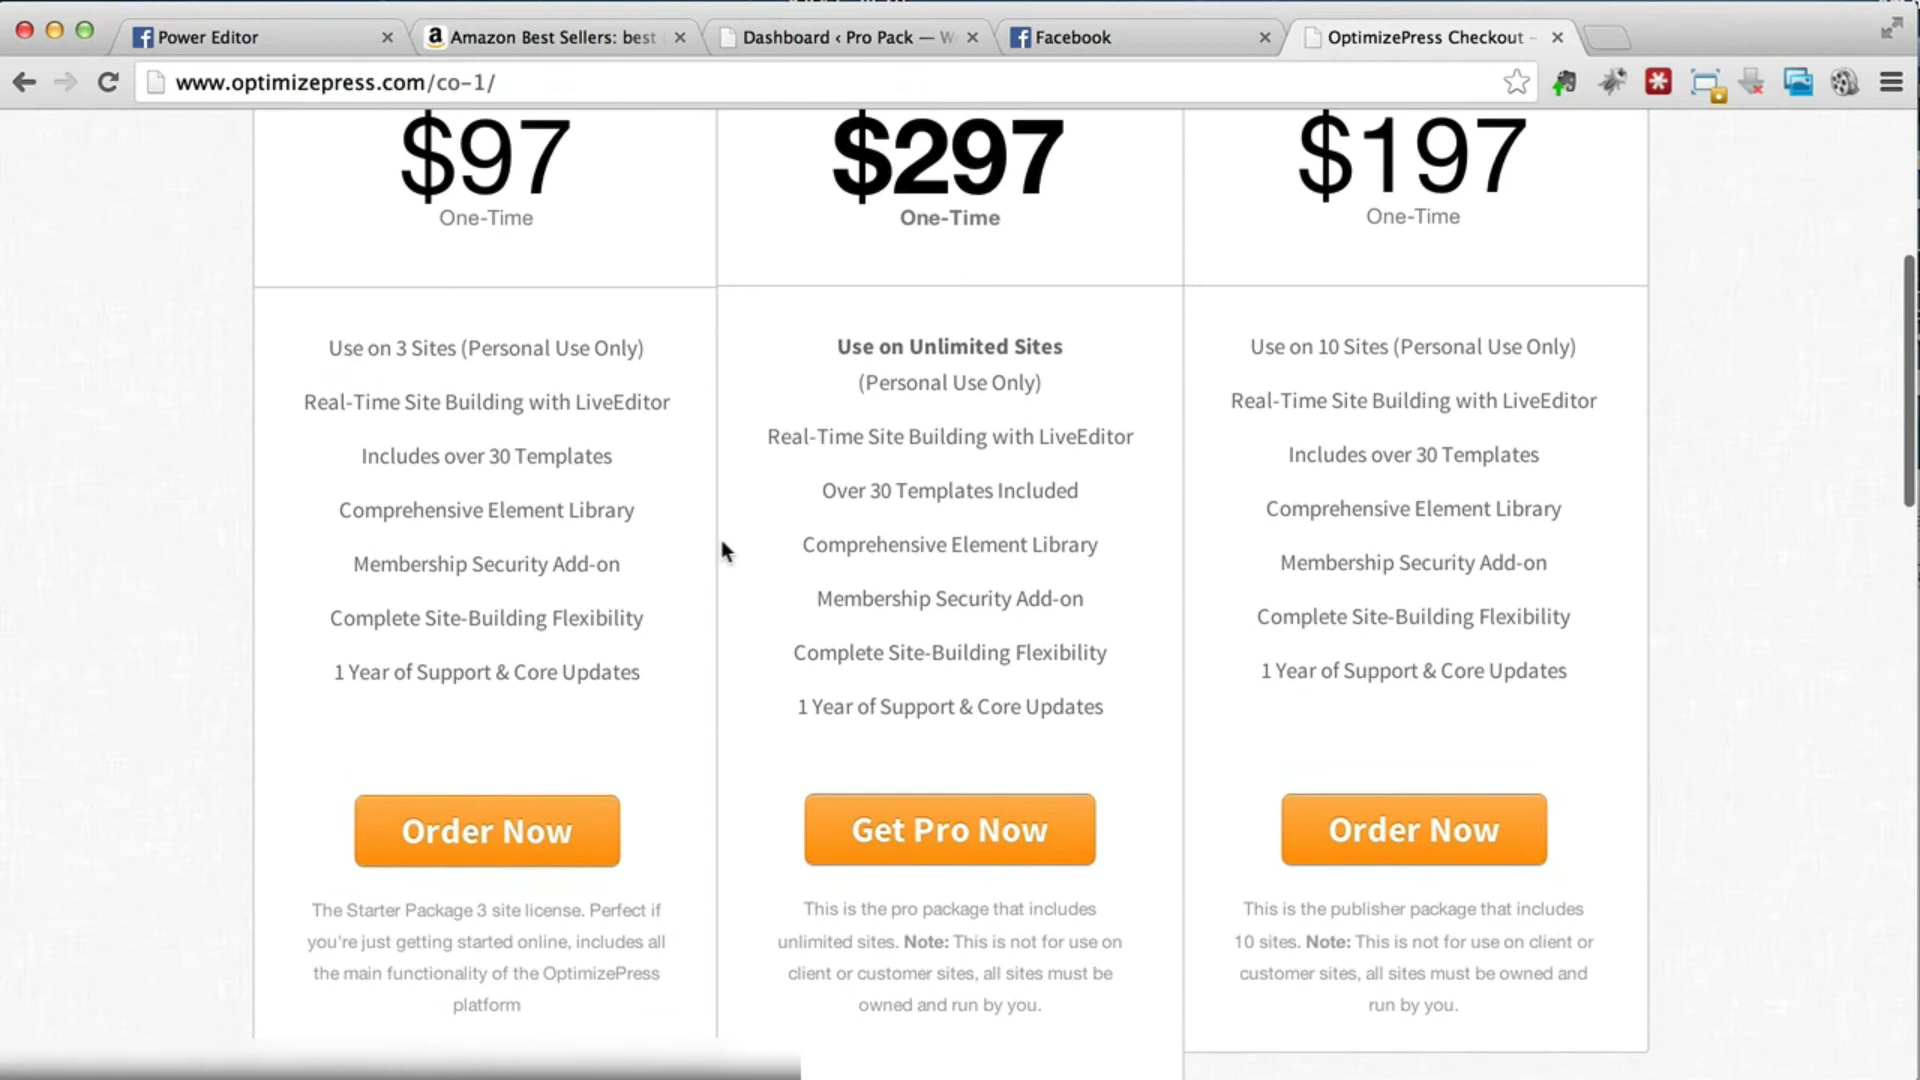 Power Editor
Amazon Best Sellers: best
Dashboard ‹ Pro Pack — W
Facebook
OptimizePress Checkout -
www.optimizepress.com/co-1/
$97
One-Time
Use on 3 Sites (Personal Use Only)
Real-Time Site Building with LiveEditor
Includes over 30 Templates
Comprehensive Element Library
Membership Security Add-on
Complete Site-Building Flexibility
1 Year of Support & Core Updates
Order Now
The Starter Package 3 site license. Perfect if
you're just getting started online, includes all
the main functionality of the OptimizePress
platform
$297
One-Time
Use on Unlimited Sites
(Personal Use Only)
Real-Time Site Building with LiveEditor
Over 30 Templates Included
Comprehensive Element Library
Membership Security Add-on
Complete Site-Building Flexibility
1 Year of Support & Core Updates
Get Pro Now
This is the pro package that includes
unlimited sites. Note: This is not for use on
client or customer sites, all sites must be
owned and run by you.
$197
One-Time
Use on 10 Sites (Personal Use Only)
Real-Time Site Building with LiveEditor
Includes over 30 Templates
Comprehensive Element Library
Membership Security Add-on
Complete Site-Building Flexibility
1 Year of Support & Core Updates
Order Now
This is the publisher package that includes
10 sites. Note: This is not for use on client or
customer sites, all sites must be owned and
run by you.